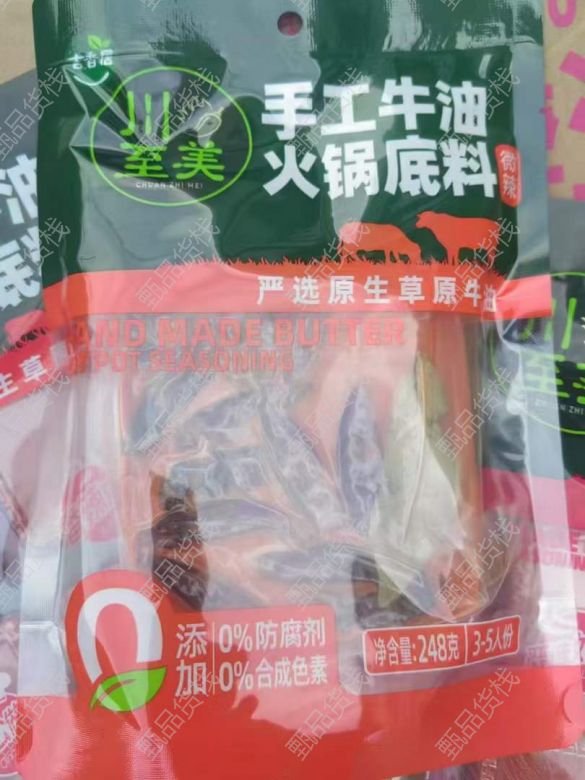 川
至美
CHUAN ZHI MEI
手工牛油
火锅底料
微辣
严选原生草原牛油
AND MADE BUTTER
POT SEASONING
添加
0%防腐剂
0%合成色素
净含量:248克
3-5人份
甄品货栈